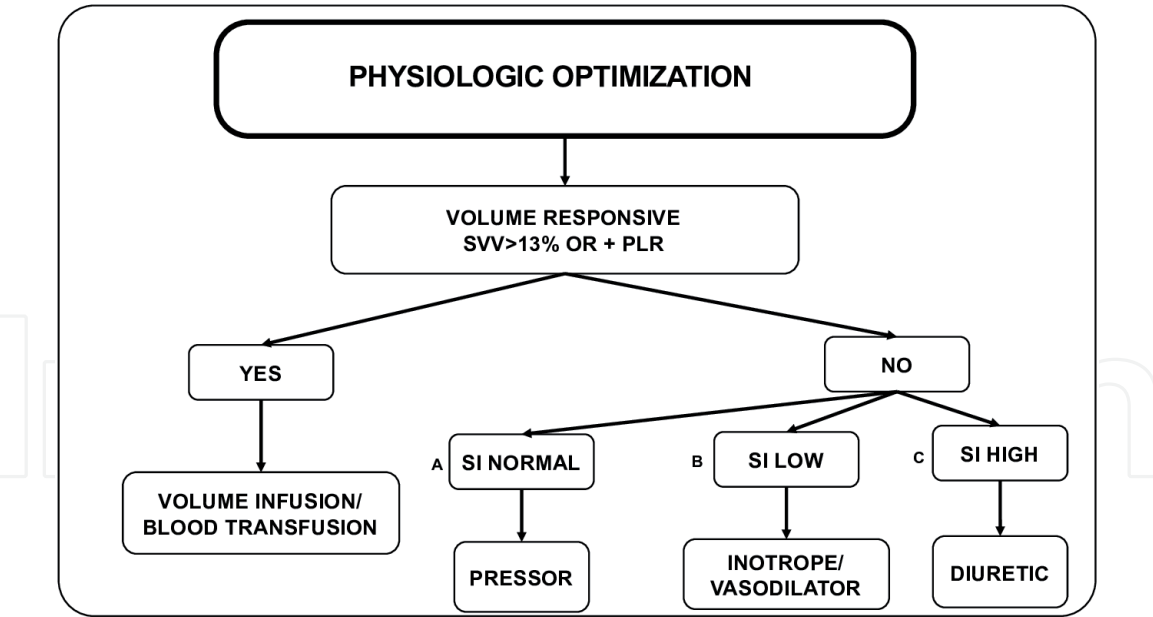 PHYSIOLOGIC OPTIMIZATION
VOLUME RESPONSIVE
SVV>13% OR + PLR
YES
NO
VOLUME INFUSION/
BLOOD TRANSFUSION
A
SI NORMAL
B
SI LOW
C
SI HIGH
PRESSOR
INOTROPE/
VASODILATOR
DIURETIC